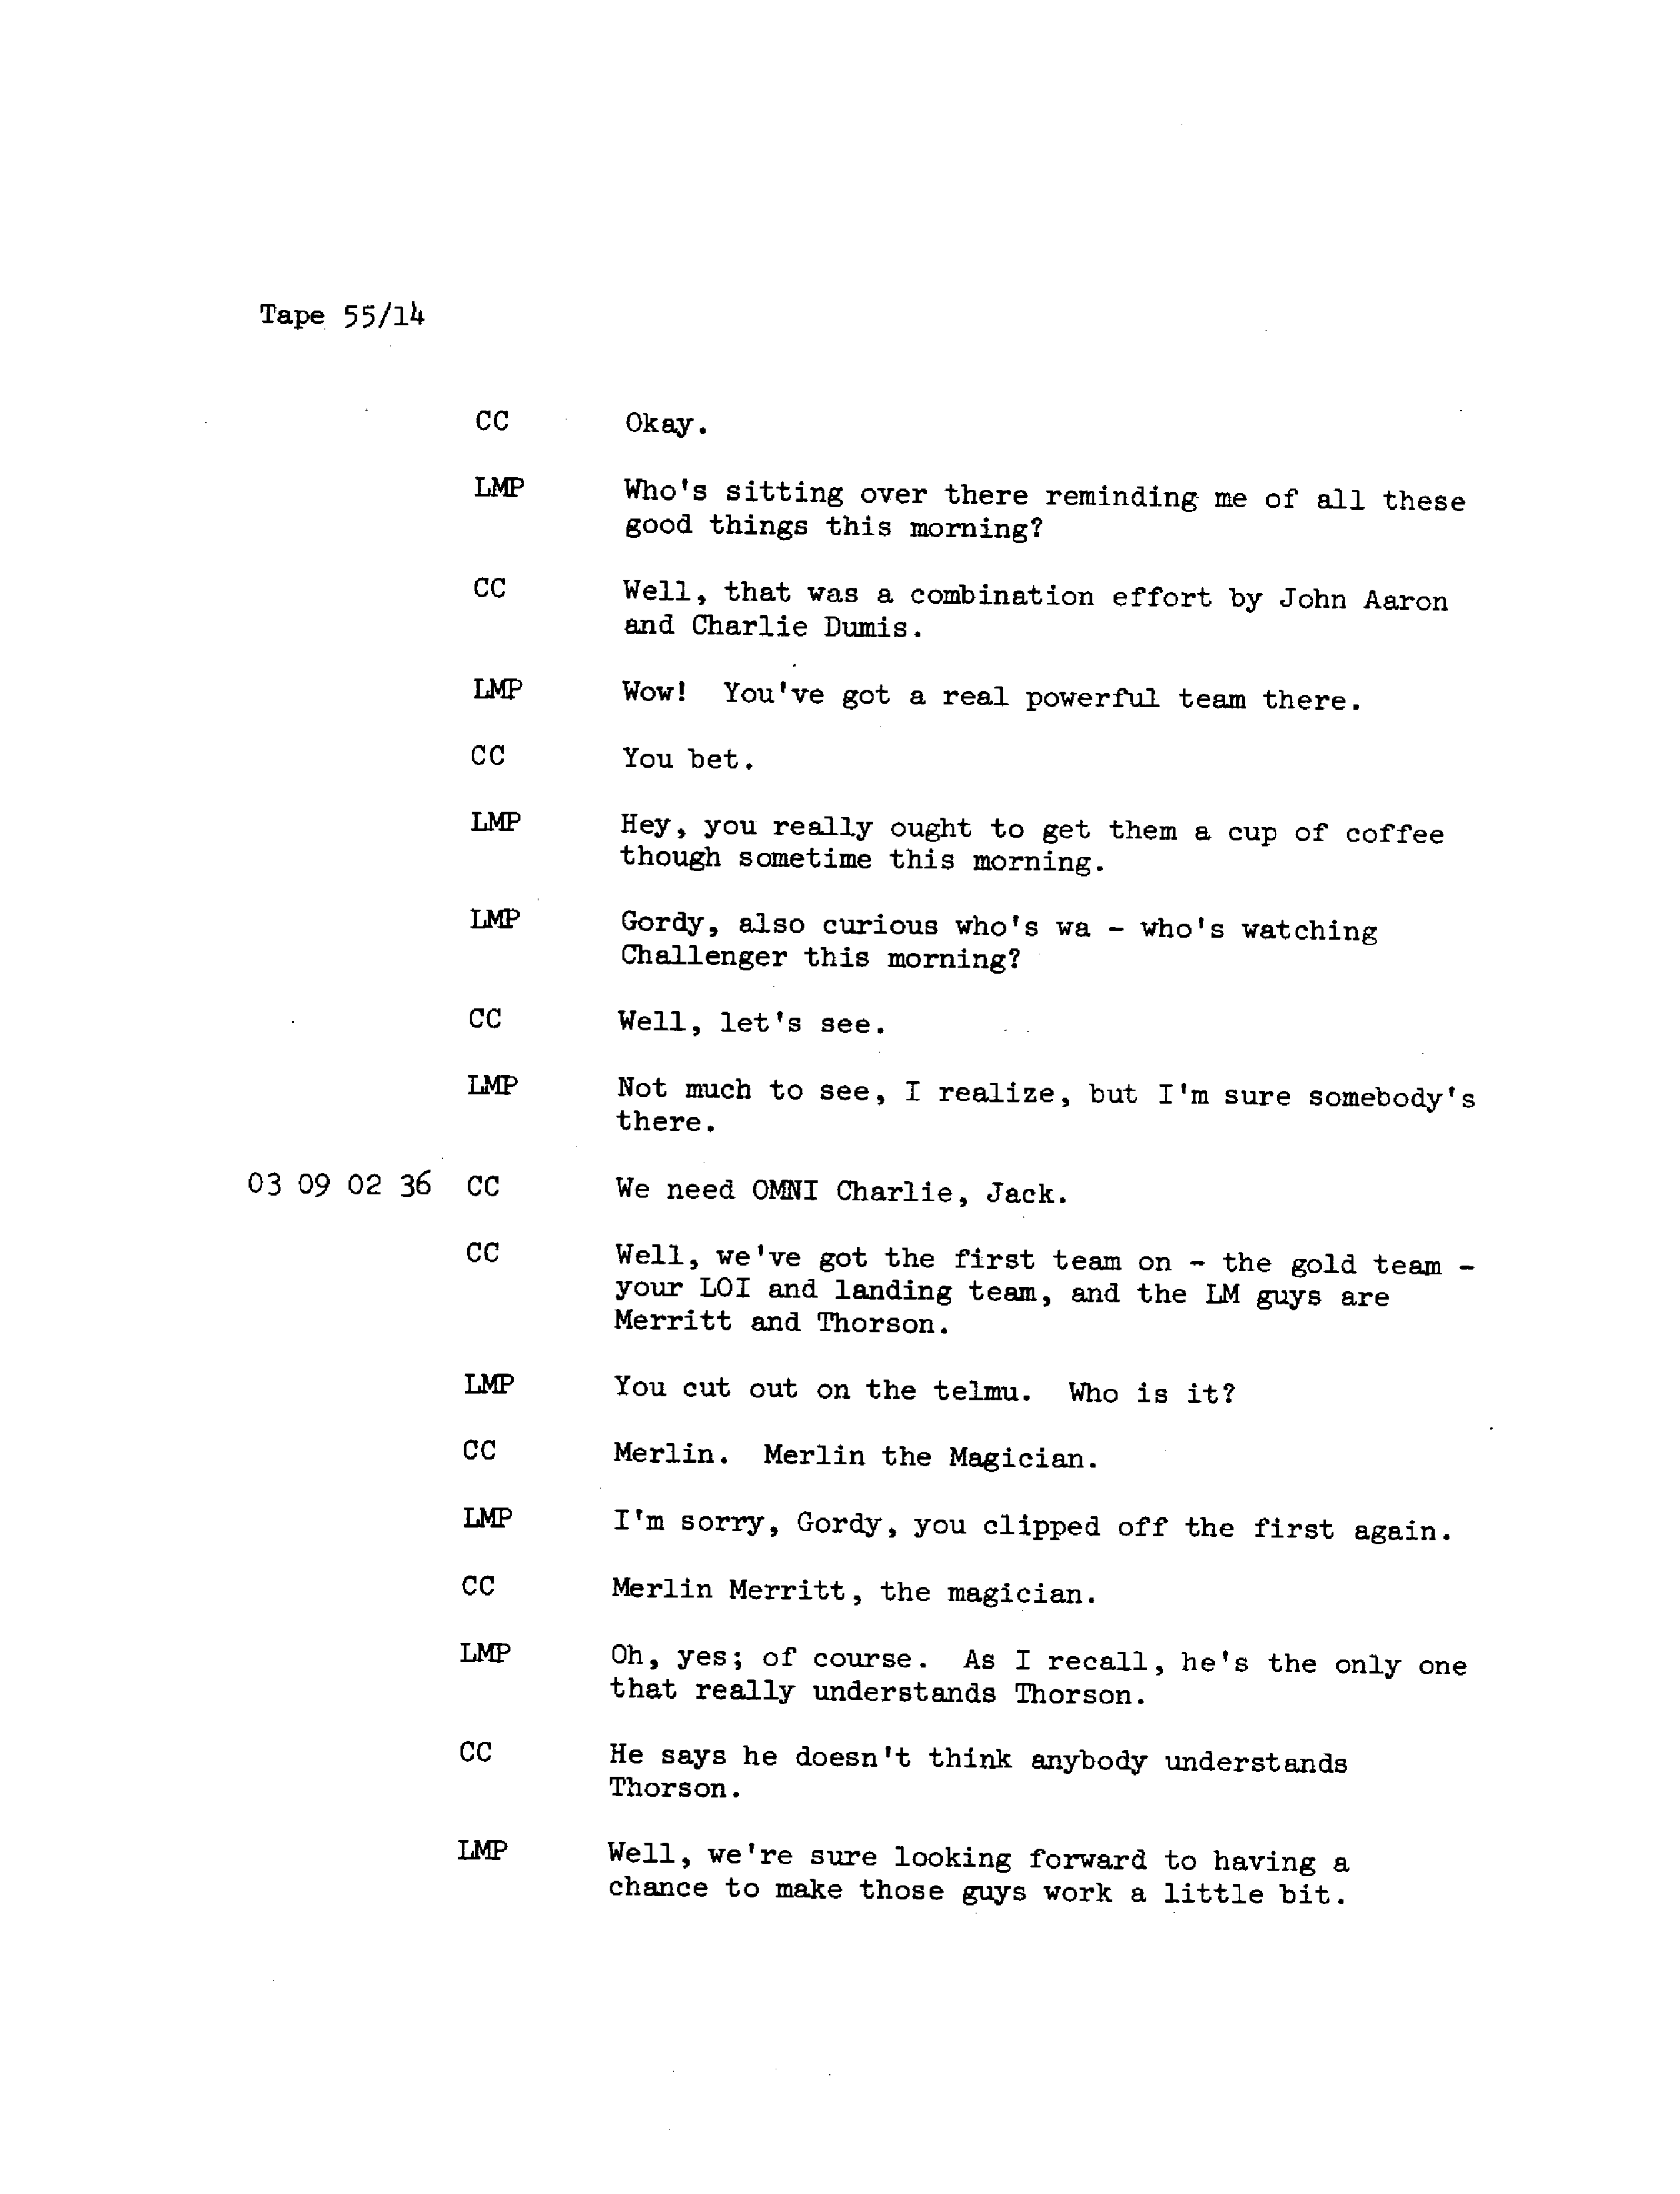 Tape 55/14
CC Okay.
LMP Who's sitting over there reminding me of all these
good things this morning?
CC Well, that was a combination effort by John Aaron
and Charlie Dumis.
LMP Wow! You've got a real powerful team there.
CC You bet.
LMP Hey, you really ought to get them a cup of coffee
though sometime this morning.
LMP Gordy, also curious who's wa - who's watching
Challenger this morning?
CC Well, let's see.
LMP Not much to see, I realize, but I'm sure somebody's
there.
03 09 02 36 CC We need OMNI Charlie, Jack.
CC Well, we've got the first team on - the gold team -
your LOI and landing team, and the LM guys are
Merritt and Thorson.
LMP You cut out on the telmu. Who is it?
CC Merlin. Merlin the Magician.
LMP I'm sorry, Gordy, you clipped off the first again.
CC Merlin Merritt, the magician.
LMP Oh, yes; of course. As I recall, he's the only one
that really understands Thorson.
CC He says he doesn't think anybody understands
Thorson.
LMP Well, we're sure looking forward to having a
chance to make those guys work a little bit.